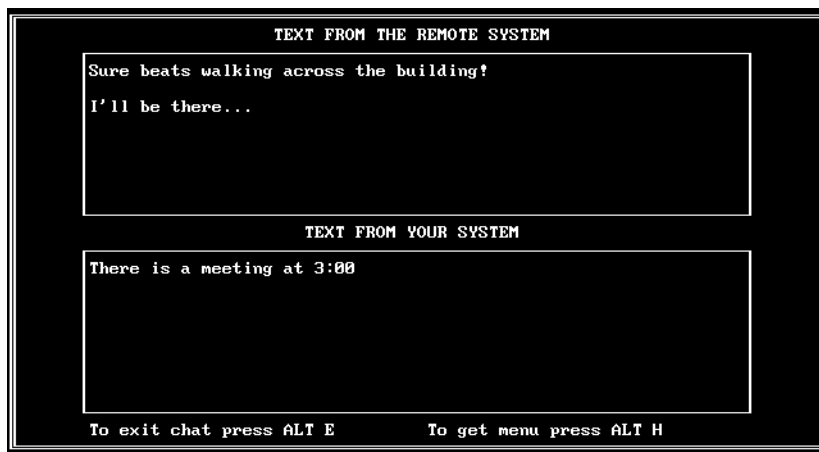 TEXT FROM THE REMOTE SYSTEM
Sure beats walking across the building!
I'll be there...
TEXT FROM YOUR SYSTEM
There is a meeting at 3:00
To exit chat press ALT E To get menu press ALT H